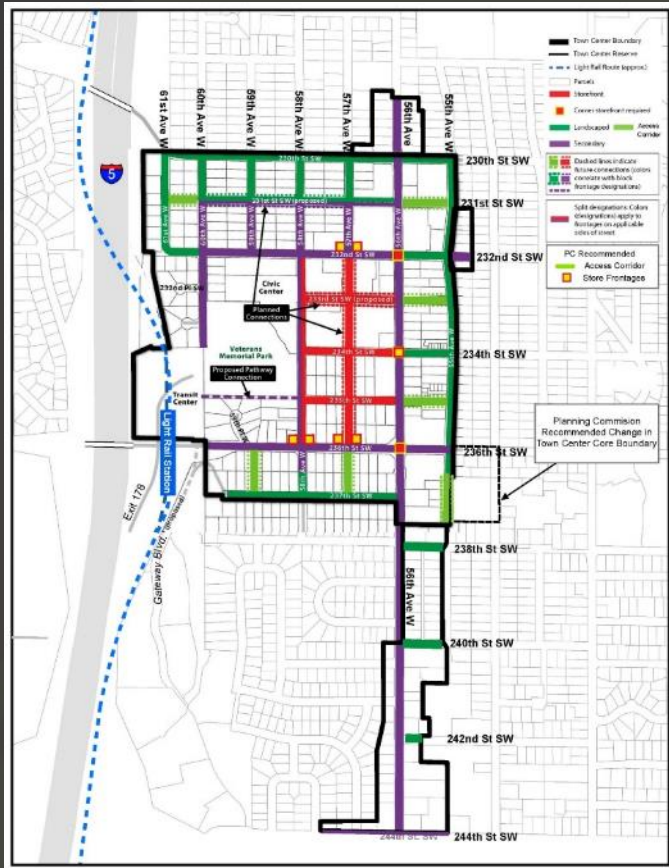 61st Ave W
60th Ave W
59th Ave W
58th Ave W
57th Ave W
56th Ave W
55th Ave W
Town Center Boundary
Town Center Reserve
Light Rail Route (approx)
Parcels
Storefront
Corner storefront required
Landscaped
Access Corridor
Secondary
Dashed lines indicate
future connections (colors
correlate with block
frontage designations)
Split designations: Colors
(designations) apply to
frontages on applicable
sides of street
PC Recommended
Access Corridor
Store Frontages
5
230th St SW
230th St SW
231st St SW (proposed)
231st St SW
232nd St SW
232nd St SW
232nd Pl SW
Civic
Center
233rd St SW (proposed)
Planned
Connections
234th St SW
234th St SW
Veterans
Memorial Park
Proposed Pathway
Connection
Transit
Center
Light Rail Station
236th St SW
236th St SW
58th Ave W
55th Ave W
237th St SW
Planning Commision
Recommended Change in
Town Center Core Boundary
Exit 178
Gateway Blvd. (proposed)
238th St SW
56th Ave W
240th St SW
242nd St SW
244th St SW
244th St SW